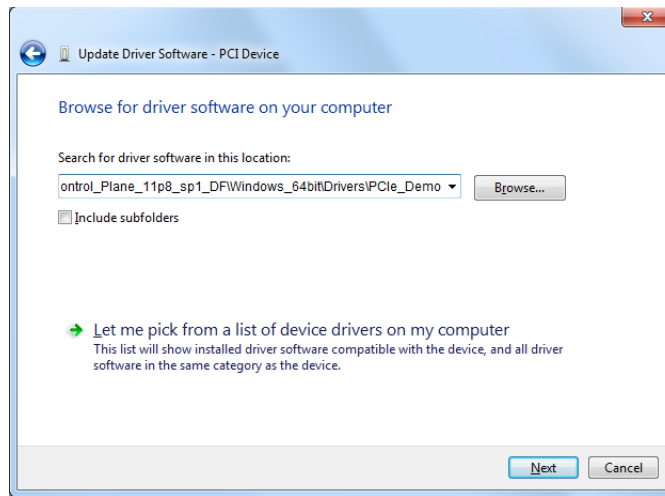 Update Driver Software - PCI Device
Browse for driver software on your computer
Search for driver software in this location:
ontrol_Plane_11p8_sp1_DF\Windows_64bit\Drivers\PCIe_Demo
Browse...
Include subfolders
Let me pick from a list of device drivers on my computer
This list will show installed driver software compatible with the device, and all driver
software in the same category as the device.
Next
Cancel